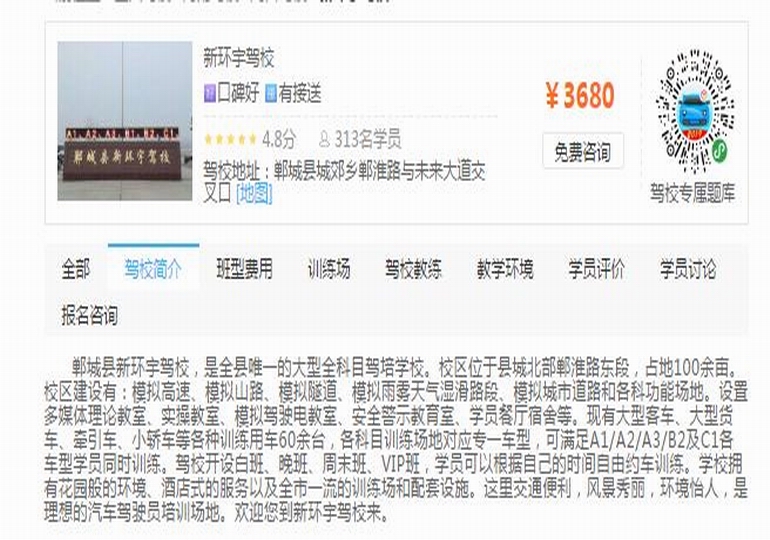 新环宇驾校
口碑好 有接送
4.8分 313名学员
驾校地址：郸城县城郊乡郸淮路与未来大道交
叉口 [地图]
¥3680
免费咨询
驾校专属题库
A1、A2、A3、B1、B2、C1
郸城县新环宇驾校
全部 驾校简介 班型费用 训练场 驾校教练 教学环境 学员评价 学员讨论
报名咨询
郸城县新环宇驾校，是全县唯一的大型全科目驾培学校。校区位于县城北部郸淮路东段，占地100余亩。
校区建设有：模拟高速、模拟山路、模拟隧道、模拟雨雾天气湿滑路段、模拟城市道路和各科功能场地。设置
多媒体理论教室、实操教室、模拟驾驶电教室、安全警示教育室、学员餐厅宿舍等。现有大型客车、大型货
车、牵引车、小轿车等各种训练用车60余台，各科目训练场地对应专一车型，可满足A1/A2/A3/B2及C1各
车型学员同时训练。驾校开设白班、晚班、周末班、VIP班，学员可以根据自己的时间自由约车训练。学校拥
有花园般的环境、酒店式的服务以及全市一流的训练场和配套设施。这里交通便利，风景秀丽，环境怡人，是
理想的汽车驾驶员培训场地。欢迎您到新环宇驾校来。